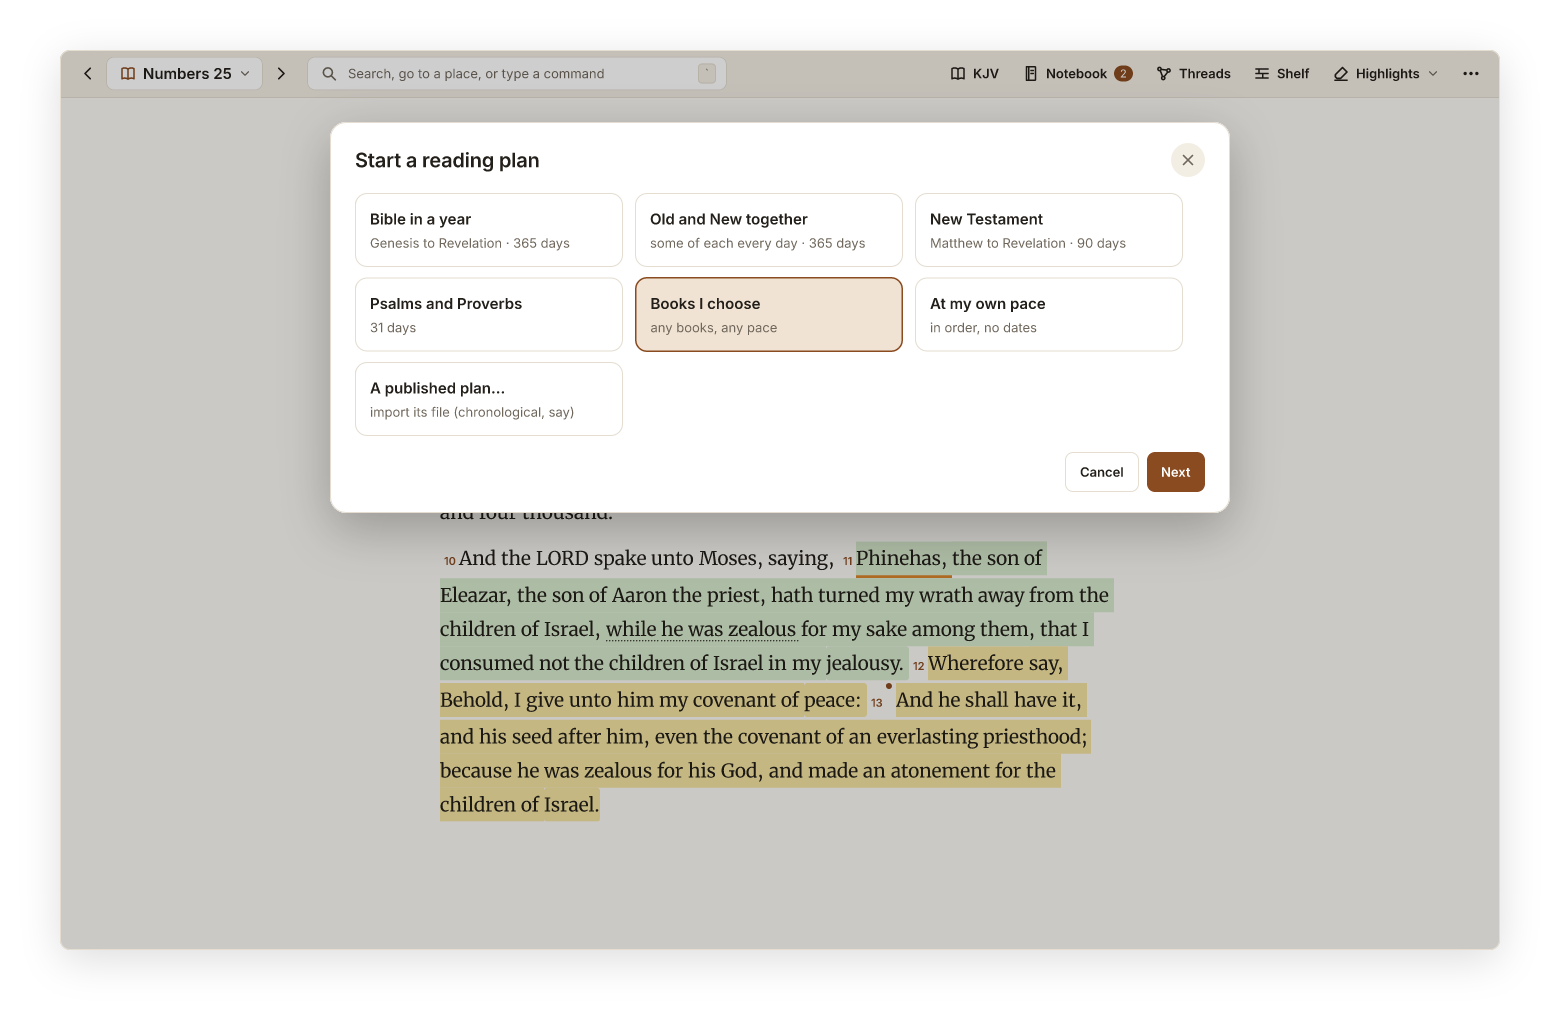 Numbers 25
Search, go to a place, or type a command
KJV
Notebook 2
Threads
Shelf
Highlights
Start a reading plan
Bible in a year
Genesis to Revelation · 365 days
Old and New together
some of each every day · 365 days
New Testament
Matthew to Revelation · 90 days
Psalms and Proverbs
31 days
Books I choose
any books, any pace
At my own pace
in order, no dates
A published plan...
import its file (chronological, say)
Cancel
Next
and four thousand.
10 And the LORD spake unto Moses, saying, 11 Phinehas, the son of
Eleazar, the son of Aaron the priest, hath turned my wrath away from the
children of Israel, while he was zealous for my sake among them, that I
consumed not the children of Israel in my jealousy. 12 Wherefore say,
Behold, I give unto him my covenant of peace: 13 And he shall have it,
and his seed after him, even the covenant of an everlasting priesthood;
because he was zealous for his God, and made an atonement for the
children of Israel.